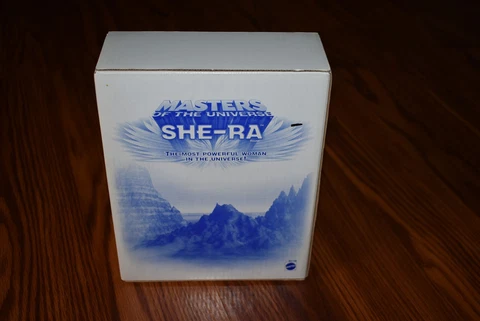 MASTERS
OF THE UNIVERSE
SHE-RA
THE MOST POWERFUL WOMAN
IN THE UNIVERSE!